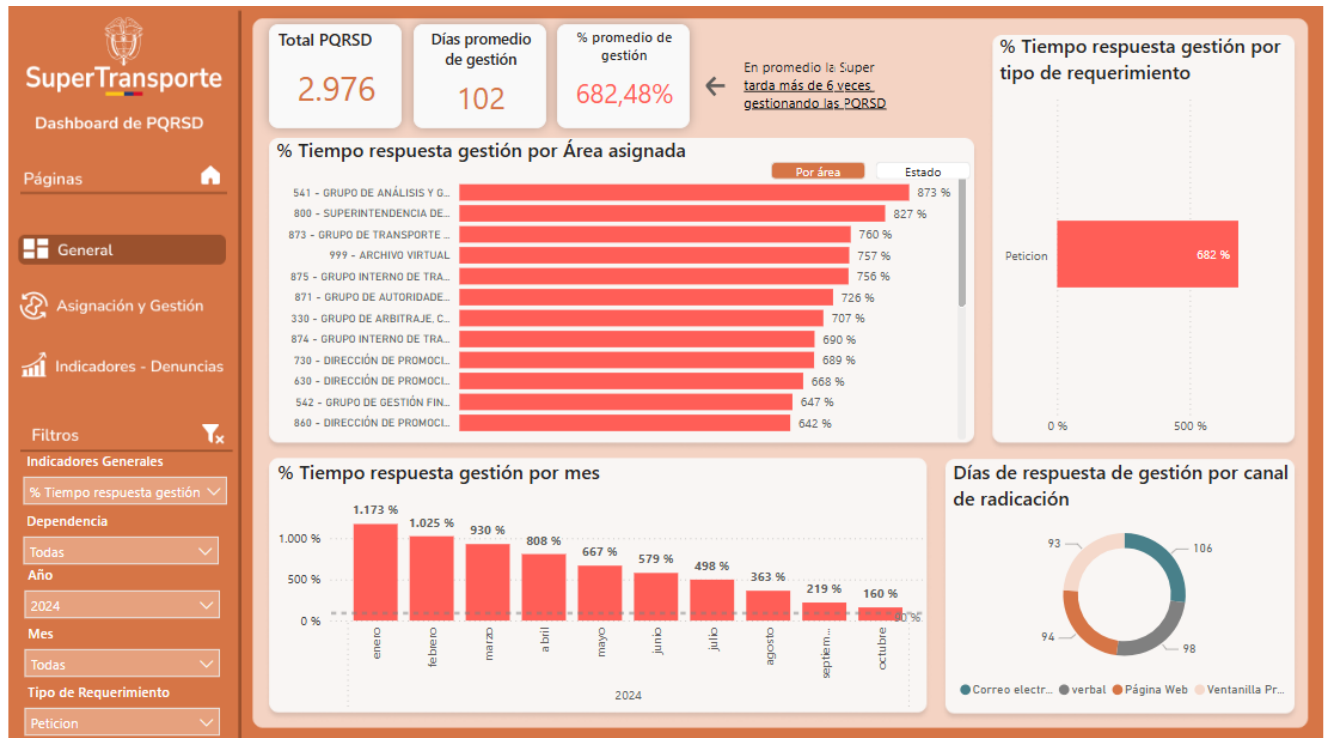 SuperTransporte
Dashboard de PQRSD
Páginas
General
Asignación y Gestión
Indicadores - Denuncias
Filtros
Indicadores Generales
% Tiempo respuesta gestión
Dependencia
Todas
Año
2024
Mes
Todas
Tipo de Requerimiento
Peticion
Total PQRSD
2.976
Días promedio
de gestión
102
% promedio de
gestión
682,48%
En promedio la Super
tarda más de 6 veces
gestionando las PQRSD
% Tiempo respuesta gestión por Área asignada
Por área
Estado
541 - GRUPO DE ANÁLISIS Y G...
873 %
800 - SUPERINTENDENCIA DE...
827 %
873 - GRUPO DE TRANSPORTE ...
760 %
999 - ARCHIVO VIRTUAL
757 %
875 - GRUPO INTERNO DE TRA...
756 %
871 - GRUPO DE AUTORIDADE...
726 %
330 - GRUPO DE ARBITRAJE, C...
707 %
874 - GRUPO INTERNO DE TRA...
690 %
730 - DIRECCIÓN DE PROMOCI...
689 %
630 - DIRECCIÓN DE PROMOCI...
668 %
542 - GRUPO DE GESTIÓN FIN...
647 %
860 - DIRECCIÓN DE PROMOCI...
642 %
% Tiempo respuesta gestión por
tipo de requerimiento
Peticion
682 %
0 %
500 %
% Tiempo respuesta gestión por mes
1.000 %
500 %
0 %
1.173 %
1.025 %
930 %
808 %
667 %
579 %
498 %
363 %
219 %
160 %
enero
febrero
marzo
abril
mayo
junio
julio
agosto
septiem...
octubre
2024
Días de respuesta de gestión por canal
de radicación
93
106
94
98
Correo electr... verbal Página Web Ventanilla Pr...